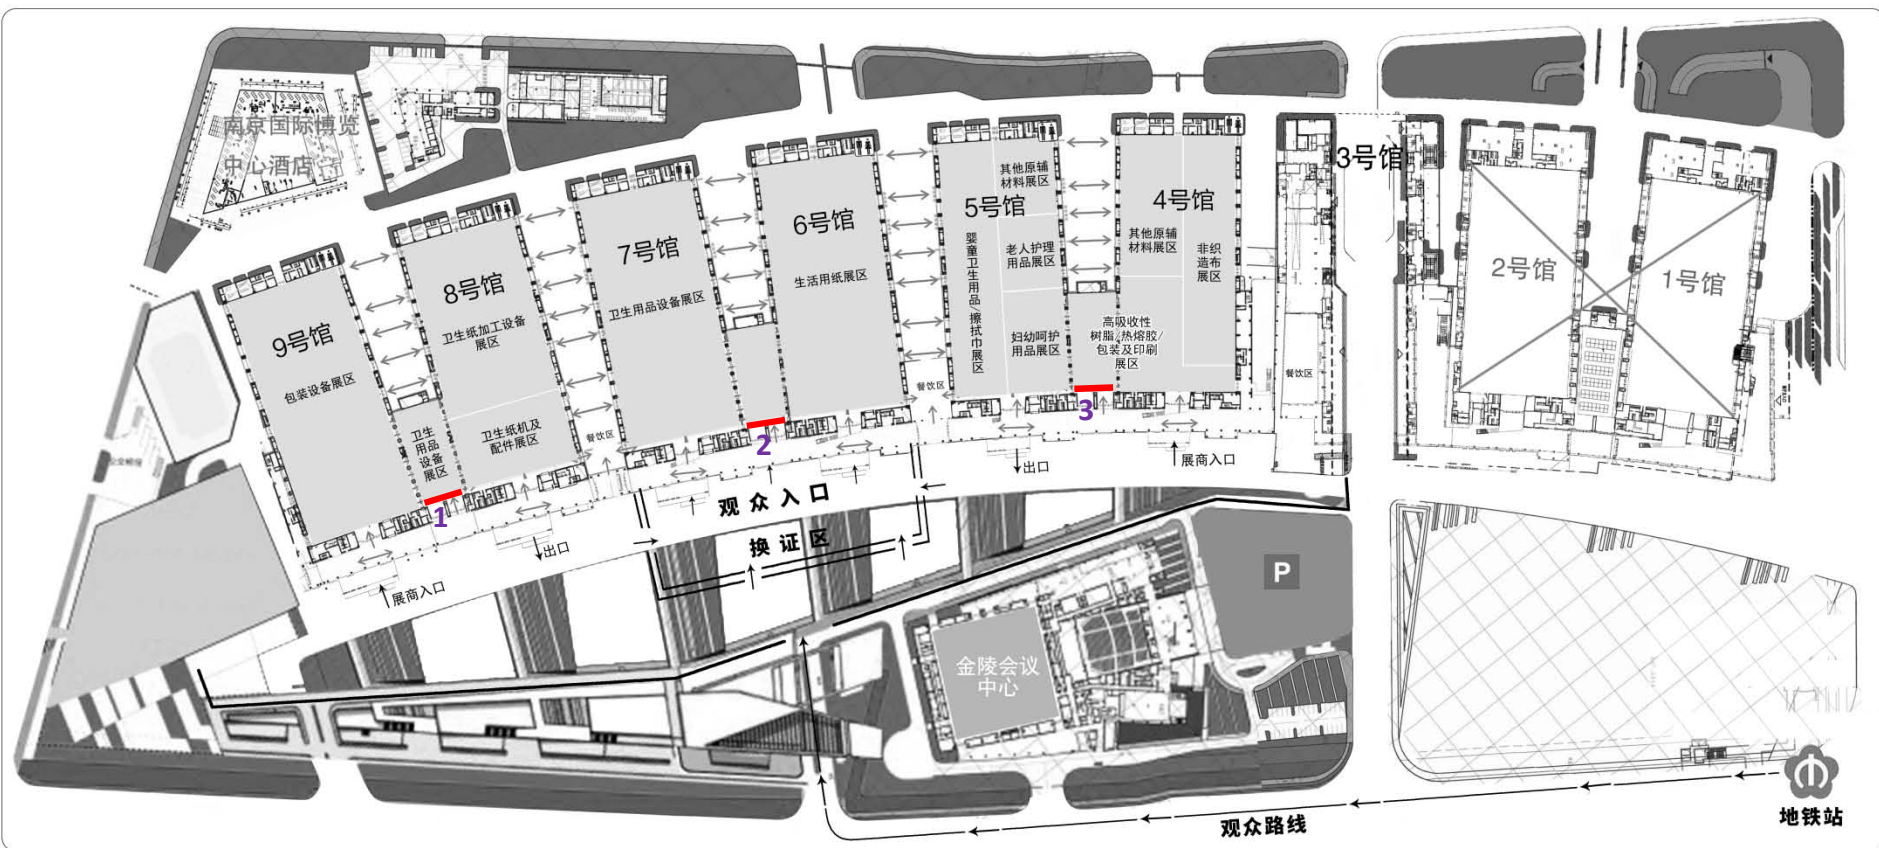 南京国际博览
中心酒店
9号馆
包装设备展区
卫生
用品
设备
展区
8号馆
卫生纸加工设备
展区
卫生纸机及
配件展区
7号馆
卫生用品设备展区
餐饮区
6号馆
生活用纸展区
餐饮区
5号馆
其他原辅
材料展区
婴童卫生用品/擦拭巾展区
老人护理
用品展区
妇幼呵护
用品展区
4号馆
其他原辅
材料展区
非织
造布
展区
高吸收性
树脂/热熔胶/
包装及印刷
展区
3号馆
餐饮区
2号馆
1号馆
1
2
3
展商入口
出口
观众入口
换证区
出口
展商入口
P
金陵会议
中心
观众路线
地铁站